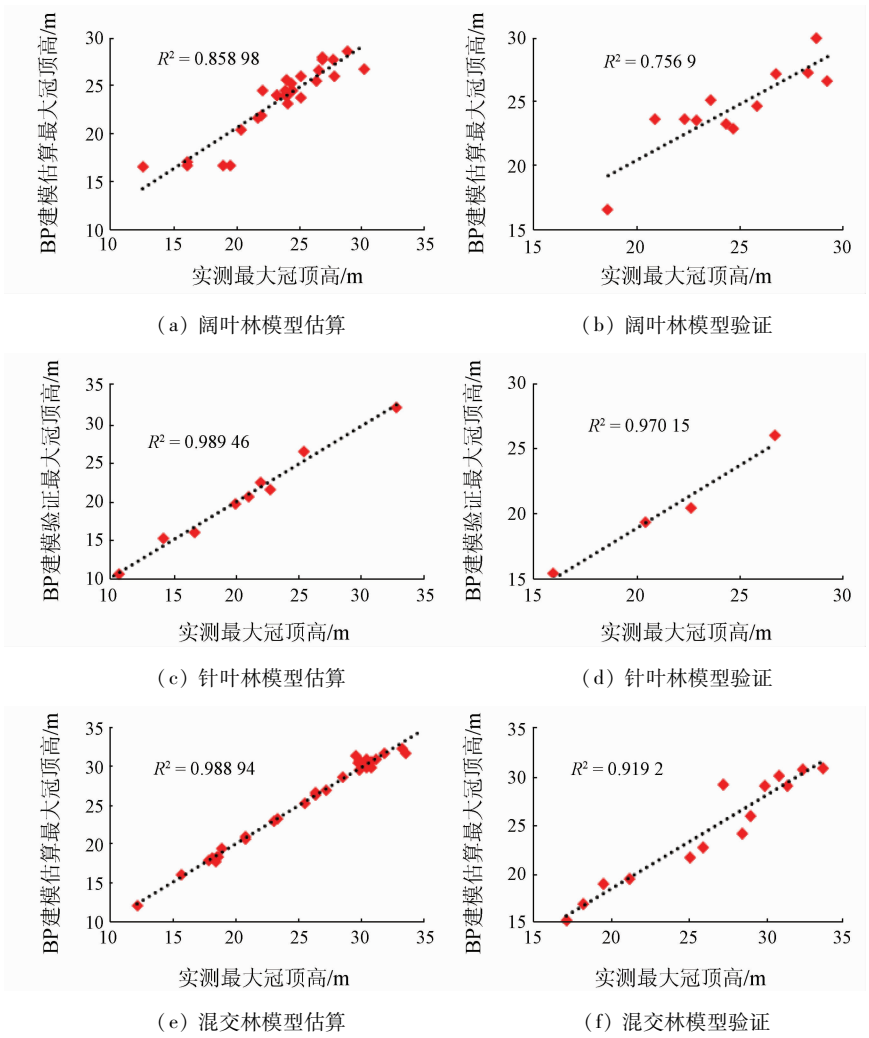 BP建模估算最大冠顶高/m
30
25
20
15
10
R² = 0.858 98
10 15 20 25 30 35
实测最大冠顶高/m
(a) 阔叶林模型估算
BP建模估算最大冠顶高/m
30
25
20
15
R² = 0.756 9
15 20 25 30
实测最大冠顶高/m
(b) 阔叶林模型验证
BP建模验证最大冠顶高/m
35
30
25
20
15
10
R² = 0.989 46
10 15 20 25 30 35
实测最大冠顶高/m
(c) 针叶林模型估算
BP建模验证最大冠顶高/m
30
25
20
15
R² = 0.970 15
15 20 25 30
实测最大冠顶高/m
(d) 针叶林模型验证
BP建模估算最大冠顶高/m
35
30
25
20
15
10
R² = 0.988 94
10 15 20 25 30 35
实测最大冠顶高/m
(e) 混交林模型估算
BP建模估算最大冠顶高/m
35
30
25
20
15
R² = 0.919 2
15 20 25 30 35
实测最大冠顶高/m
(f) 混交林模型验证